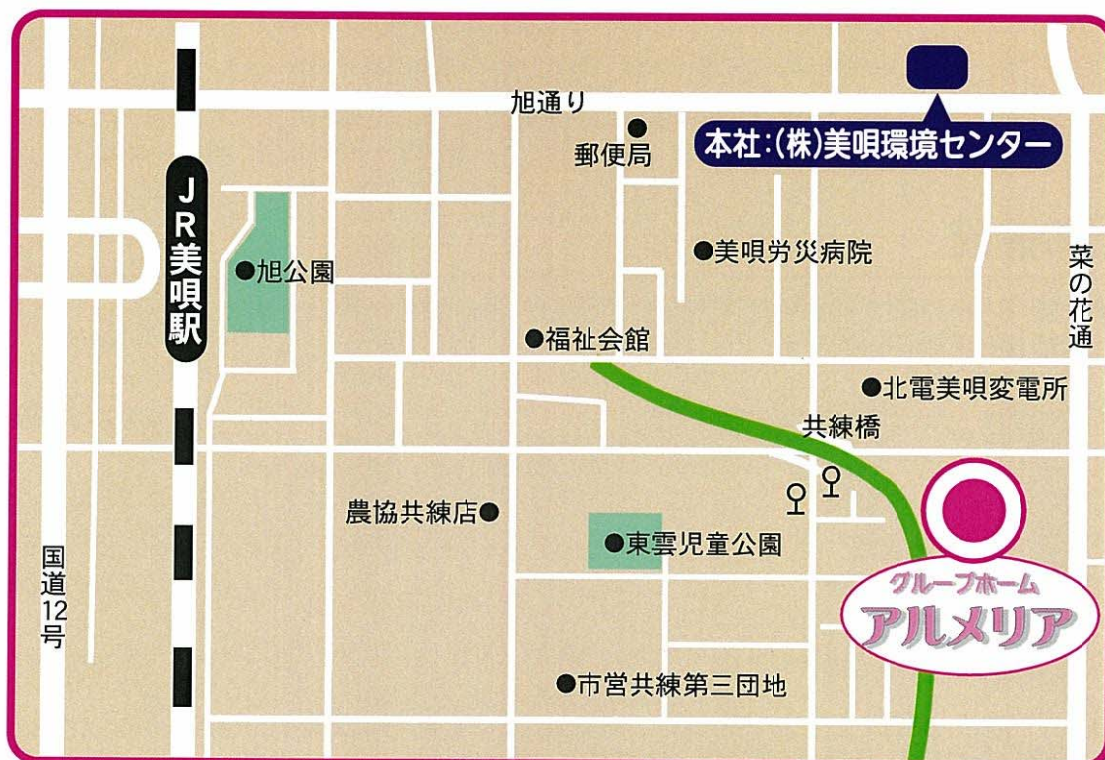 旭通り
郵便局
本社:(株)美唄環境センター
JR美唄駅
旭公園
美唄労災病院
菜の花通
福祉会館
北電美唄変電所
共練橋
農協共練店
東雲児童公園
国道12号
グループホーム
アルメリア
市営共練第三団地